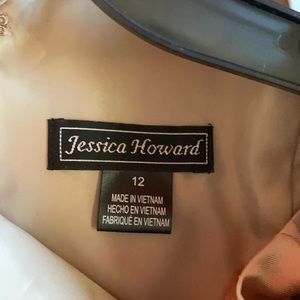 Jessica Howard
12
MADE IN VIETNAM
HECHO EN VIETNAM
FABRIQUÉ EN VIETNAM